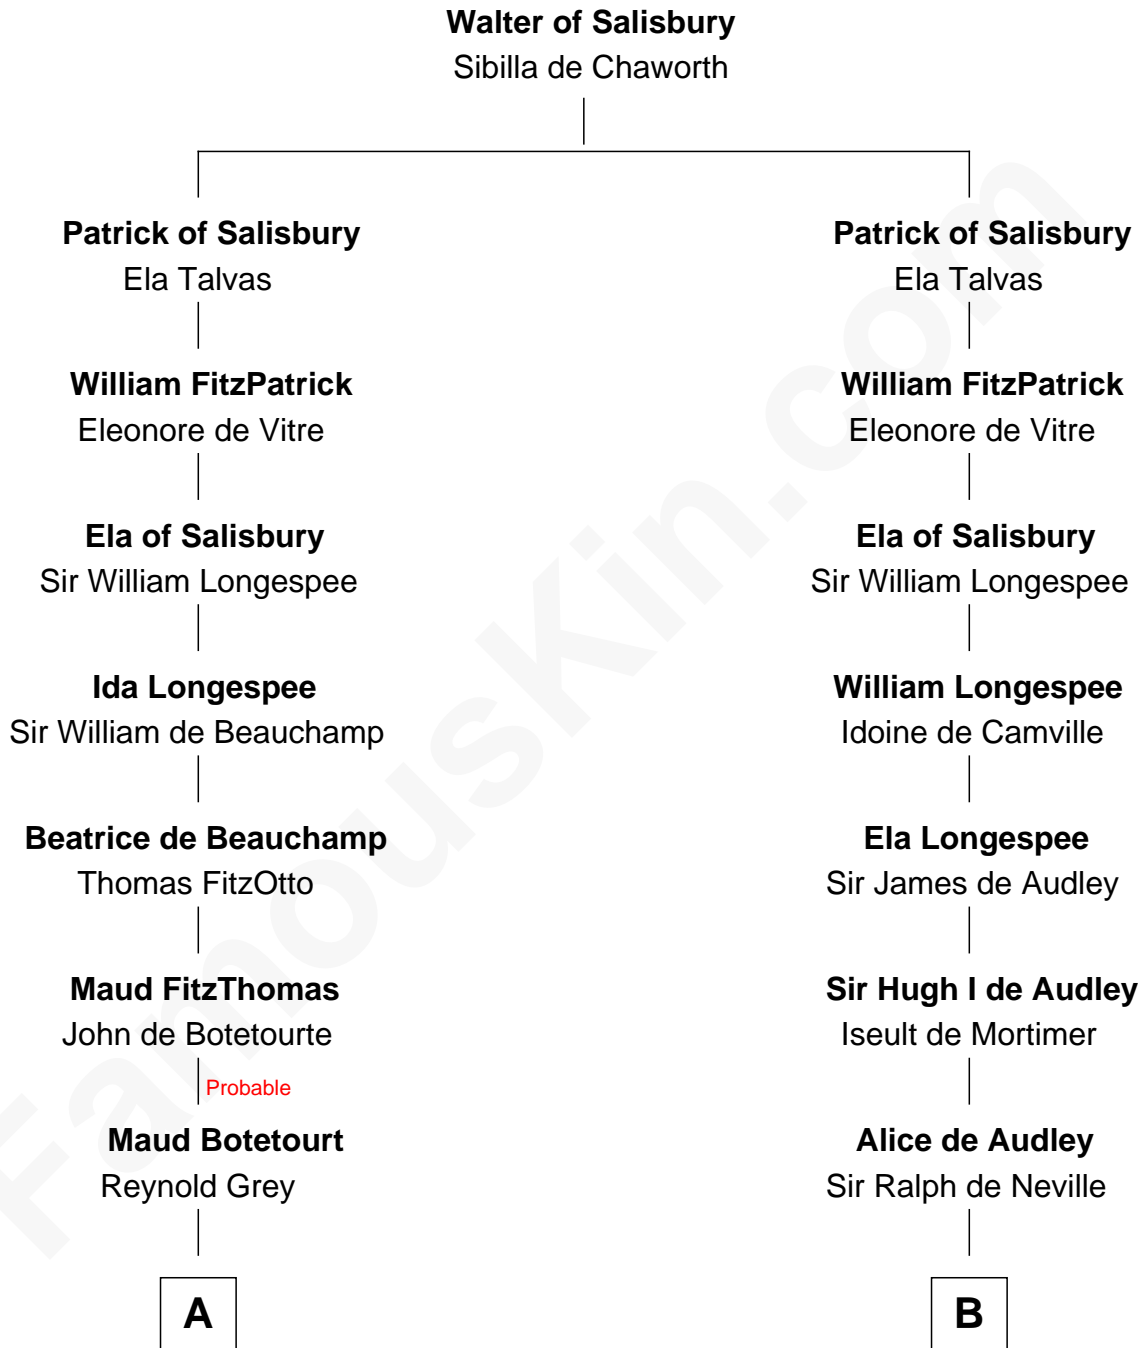 Walter of Salisbury
Sibilla de Chaworth
Patrick of Salisbury
Ela Talvas
Patrick of Salisbury
Ela Talvas
William FitzPatrick
Eleonore de Vitre
William FitzPatrick
Eleonore de Vitre
Ela of Salisbury
Sir William Longespee
Ela of Salisbury
Sir William Longespee
Ida Longespee
Sir William de Beauchamp
William Longespee
Idoine de Camville
Beatrice de Beauchamp
Thomas FitzOtto
Ela Longespee
Sir James de Audley
Maud FitzThomas
John de Botetourte
Sir Hugh I de Audley
Iseult de Mortimer
Probable
Maud Botetourt
Reynold Grey
Alice de Audley
Sir Ralph de Neville
A
B
FamousKin.com